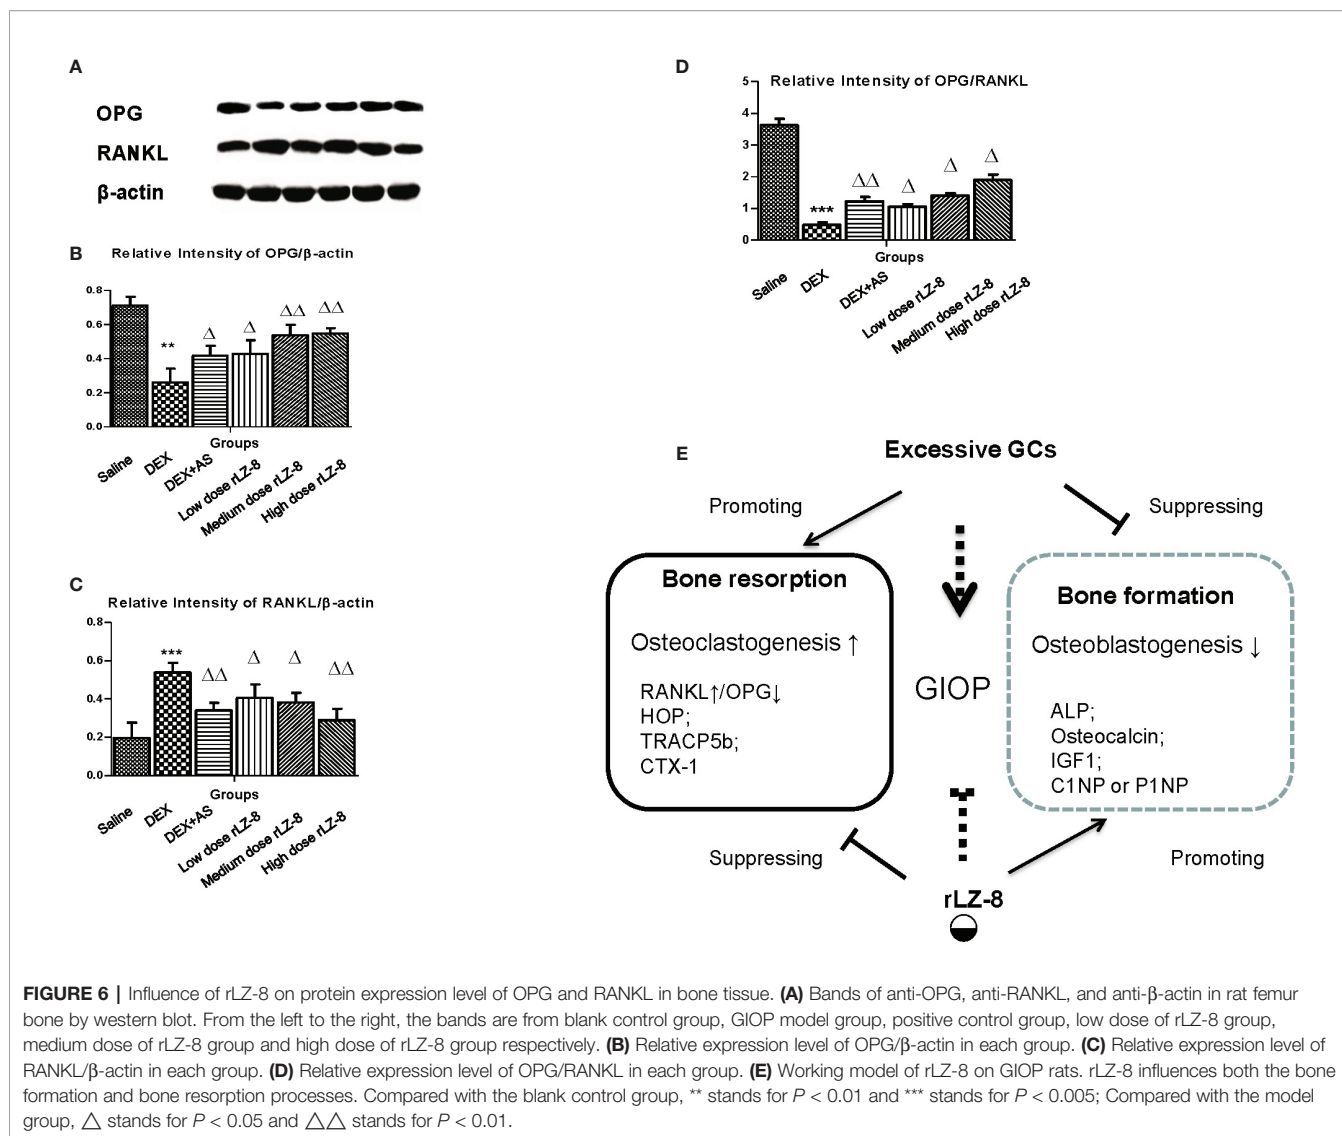 A
OPG
RANKL
β-actin
B
Relative Intensity of OPG/β-actin
0.8
0.6
0.4
0.2
0.0
**
Δ
Δ
ΔΔ
ΔΔ
Groups
Saline
DEX
DEX+AS
Low dose rLZ-8
Medium dose rLZ-8
High dose rLZ-8
C
Relative Intensity of RANKL/β-actin
0.8
0.6
0.4
0.2
0.0
***
ΔΔ
Δ
Δ
ΔΔ
Groups
Saline
DEX
DEX+AS
Low dose rLZ-8
Medium dose rLZ-8
High dose rLZ-8
D
Relative Intensity of OPG/RANKL
5
4
3
2
1
0
***
ΔΔ
Δ
Δ
Δ
Groups
Saline
DEX
DEX+AS
Low dose rLZ-8
Medium dose rLZ-8
High dose rLZ-8
E
Excessive GCs
Promoting
Suppressing
Bone resorption
Osteoclastogenesis ↑
RANKL↑/OPG↓
HOP;
TRACP5b;
CTX-1
GIOP
Bone formation
Osteoblastogenesis ↓
ALP;
Osteocalcin;
IGF1;
C1NP or P1NP
Suppressing
Promoting
rLZ-8
FIGURE 6 | Influence of rLZ-8 on protein expression level of OPG and RANKL in bone tissue. (A) Bands of anti-OPG, anti-RANKL, and anti-β-actin in rat femur
bone by western blot. From the left to the right, the bands are from blank control group, GIOP model group, positive control group, low dose of rLZ-8 group,
medium dose of rLZ-8 group and high dose of rLZ-8 group respectively. (B) Relative expression level of OPG/β-actin in each group. (C) Relative expression level of
RANKL/β-actin in each group. (D) Relative expression level of OPG/RANKL in each group. (E) Working model of rLZ-8 on GIOP rats. rLZ-8 influences both the bone
formation and bone resorption processes. Compared with the blank control group, ** stands for P < 0.01 and *** stands for P < 0.005; Compared with the model
group, △ stands for P < 0.05 and △△ stands for P < 0.01.